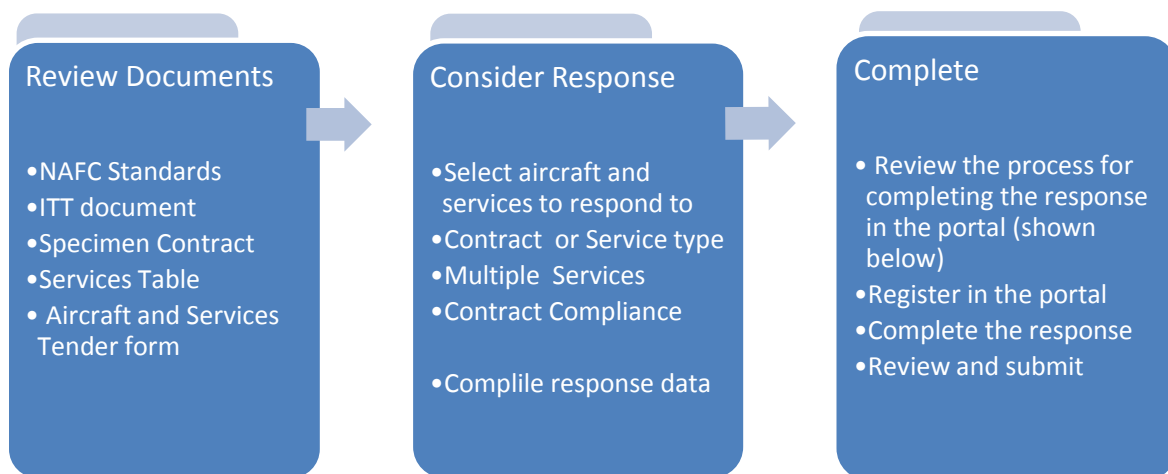 Review Documents
•NAFC Standards
•ITT document
•Specimen Contract
•Services Table
• Aircraft and Services
Tender form
Consider Response
•Select aircraft and
services to respond to
•Contract or Service type
•Multiple Services
•Contract Compliance
•Complile response data
Complete
• Review the process for
completing the response
in the portal (shown
below)
•Register in the portal
•Complete the response
•Review and submit